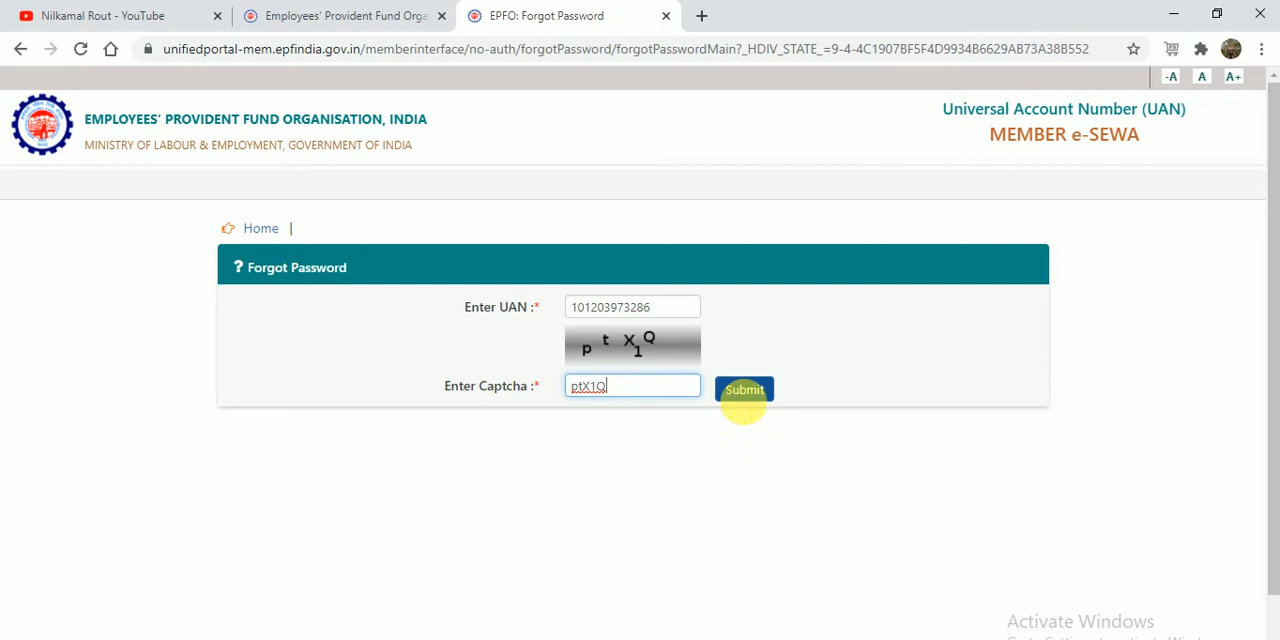 Nilkamal Rout - YouTube
Employees' Provident Fund Orga
EPFO: Forgot Password
unifiedportal-mem.epfindia.gov.in/memberinterface/no-auth/forgotPassword/forgotPasswordMain?_HDIV_STATE_=9-4-4C1907BF5F4D9934B6629AB73A38B552
-A A A+
EMPLOYEES' PROVIDENT FUND ORGANISATION, INDIA
MINISTRY OF LABOUR & EMPLOYMENT, GOVERNMENT OF INDIA
Universal Account Number (UAN)
MEMBER e-SEWA
Home |
? Forgot Password
Enter UAN :* 101203973286
p t X 1 Q
Enter Captcha :* ptX1Q
Submit
Activate Windows